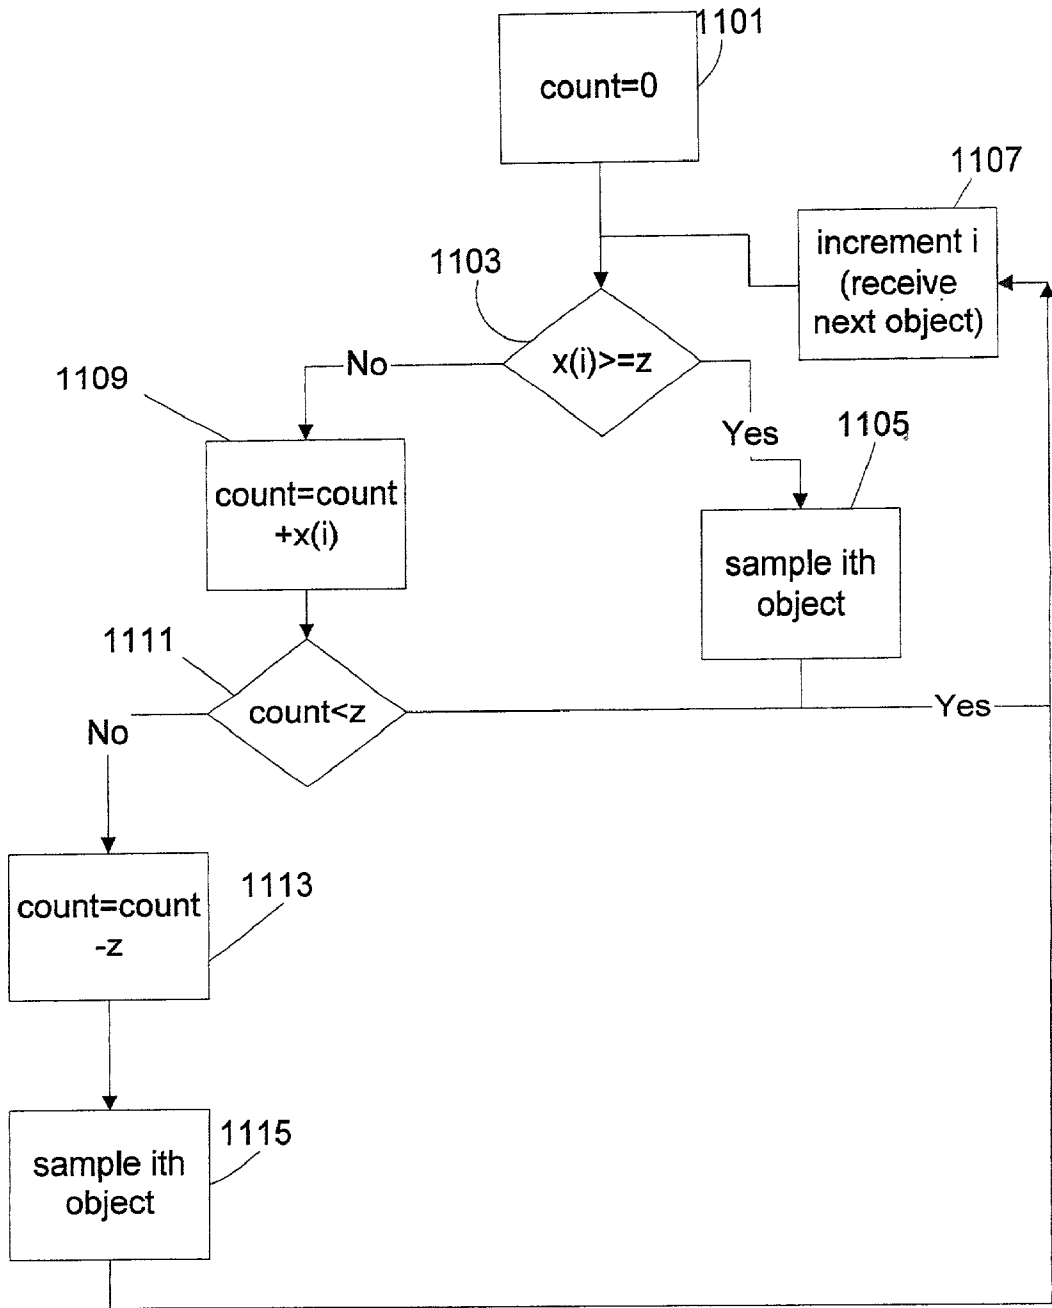 1101
count=0
1107
increment i
(receive
next object)
1103
x(i)>=z
No
Yes
1109
count=count
+x(i)
1105
sample ith
object
1111
count<z
No
Yes
count=count
-z
1113
1115
sample ith
object